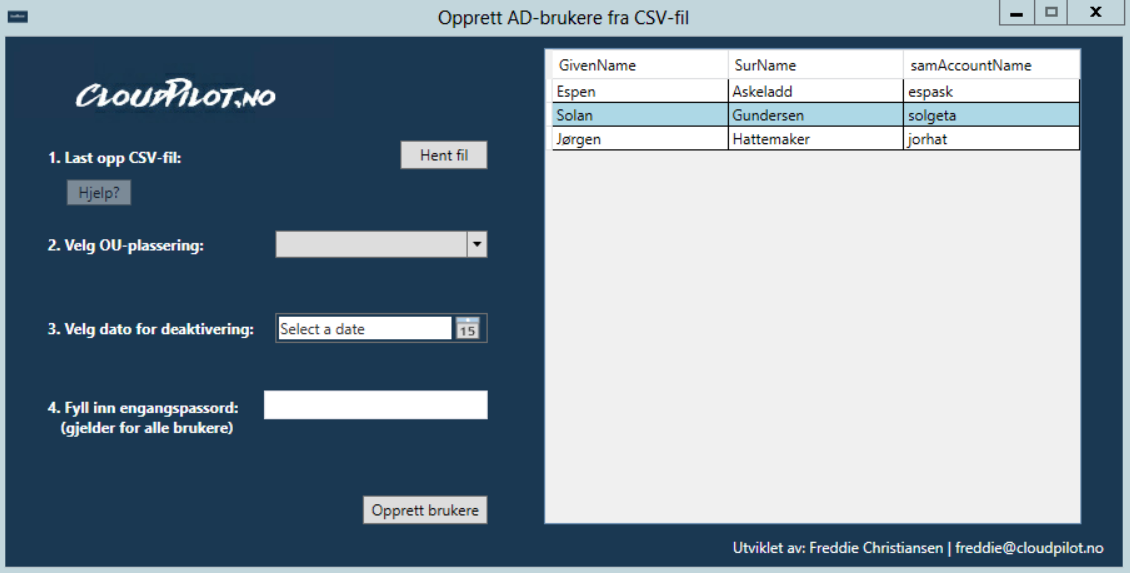 Opprett AD-brukere fra CSV-fil
CLOUDPILOT.NO
1. Last opp CSV-fil:
Hent fil
Hjelp?
2. Velg OU-plassering:
3. Velg dato for deaktivering:
Select a date
15
4. Fyll inn engangspassord:
(gjelder for alle brukere)
Opprett brukere
GivenName SurName samAccountName
Espen Askeladd espask
Solan Gundersen solgeta
Jørgen Hattemaker jorhat
Utviklet av: Freddie Christiansen | freddie@cloudpilot.no